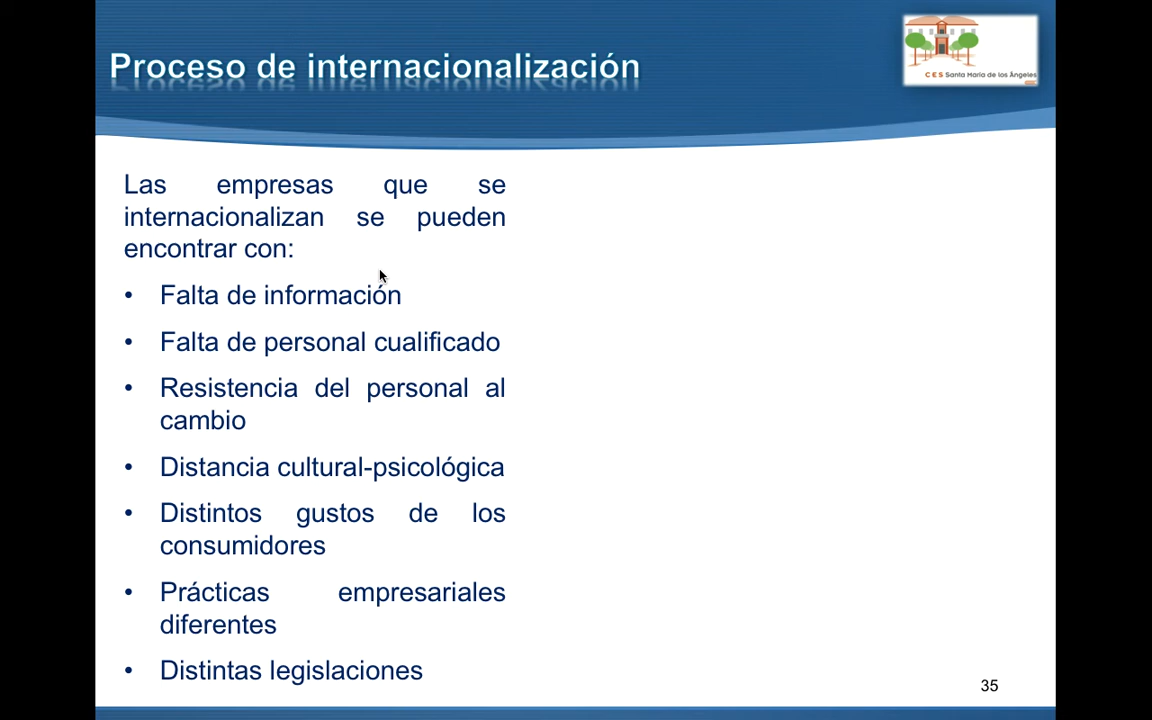 Proceso de internacionalización
CES Santa María de los Ángeles
Las empresas que se
internacionalizan se pueden
encontrar con:
• Falta de información
• Falta de personal cualificado
• Resistencia del personal al
cambio
• Distancia cultural-psicológica
• Distintos gustos de los
consumidores
• Prácticas empresariales
diferentes
• Distintas legislaciones
35